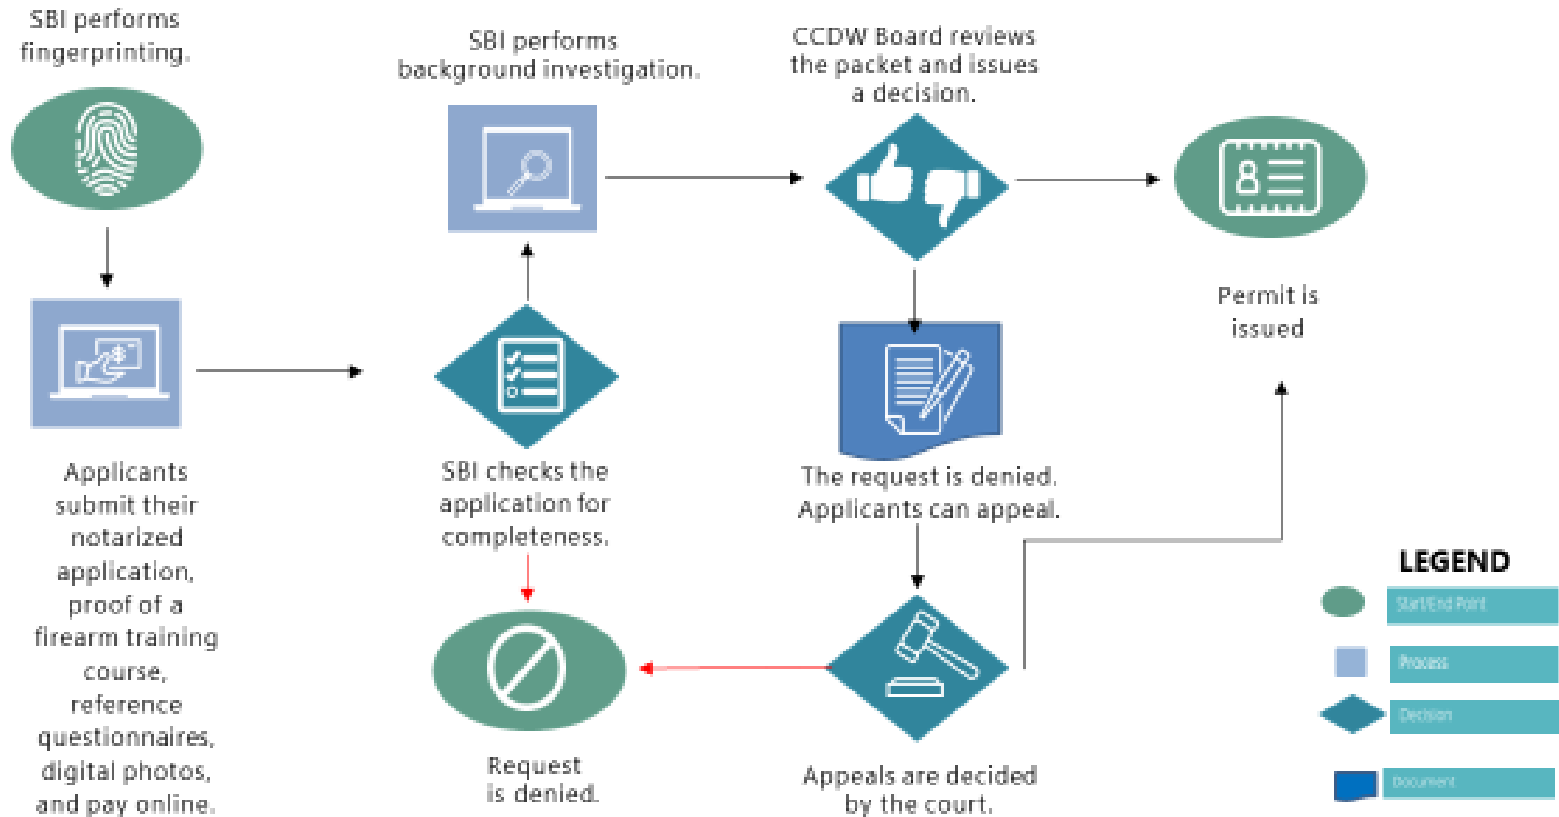 SBI performs
fingerprinting.
SBI performs
background investigation.
CCDW Board reviews
the packet and issues
a decision.
Permit is
issued
Applicants
submit their
notarized
application,
proof of a
firearm training
course,
reference
questionnaires,
digital photos,
and pay online.
SBI checks the
application for
completeness.
The request is denied.
Applicants can appeal.
Request
is denied.
Appeals are decided
by the court.
LEGEND
Start/End Point
Process
Decision
Document